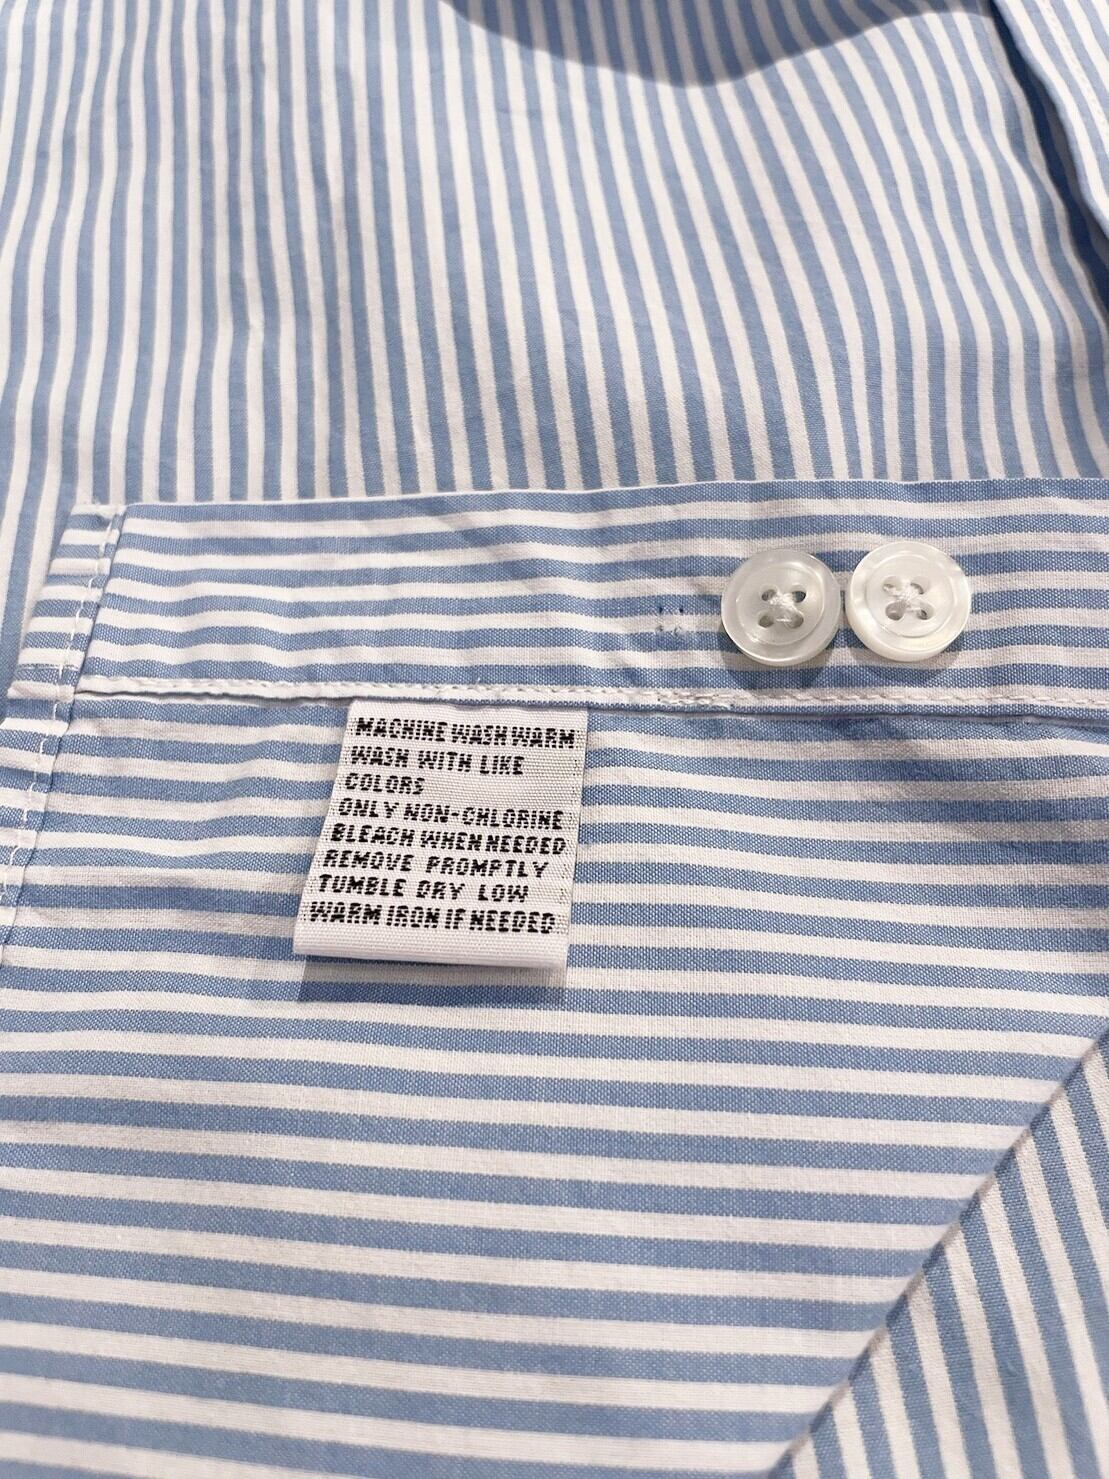 MACHINE WASH WARM
WASH WITH LIKE
COLORS
ONLY NON-CHLORINE
BLEACH WHEN NEEDED
REMOVE PROMPTLY
TUMBLE DRY LOW
WARM IRON IF NEEDED